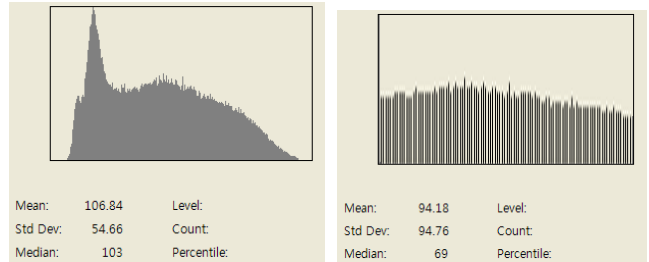 Mean: 106.84 Level:
Std Dev: 54.66 Count:
Median: 103 Percentile:
Mean: 94.18 Level:
Std Dev: 94.76 Count:
Median: 69 Percentile: